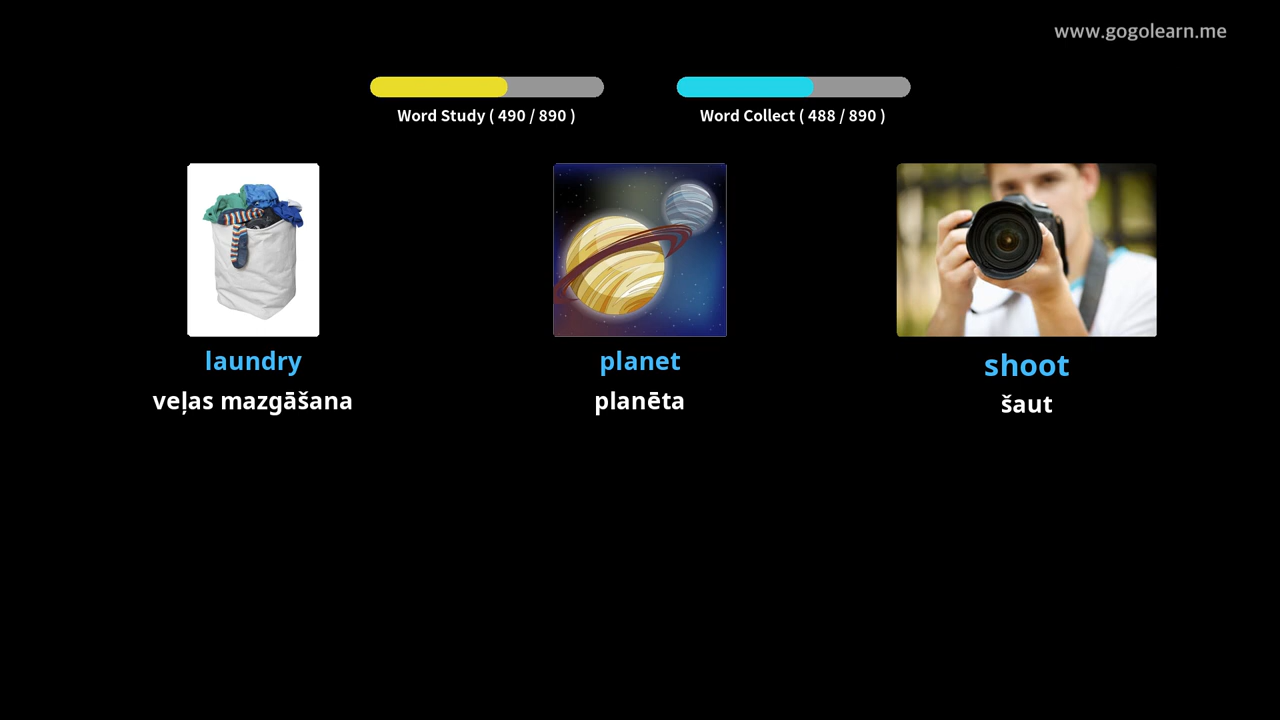 www.gogolearn.me
Word Study ( 490 / 890 )
Word Collect ( 488 / 890 )
laundry
veļas mazgāšana
planet
planēta
shoot
šaut